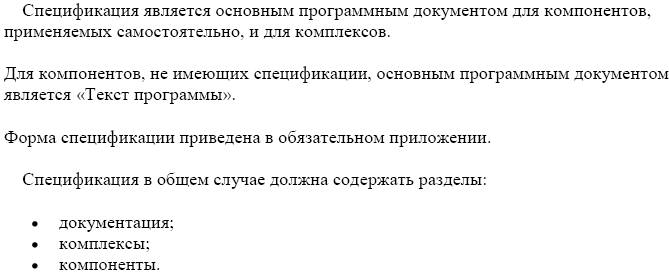 Спецификация является основным программным документом для компонентов,
применяемых самостоятельно, и для комплексов.
Для компонентов, не имеющих спецификации, основным программным документом
является «Текст программы».
Форма спецификации приведена в обязательном приложении.
Спецификация в общем случае должна содержать разделы:
• документация;
• комплексы;
• компоненты.